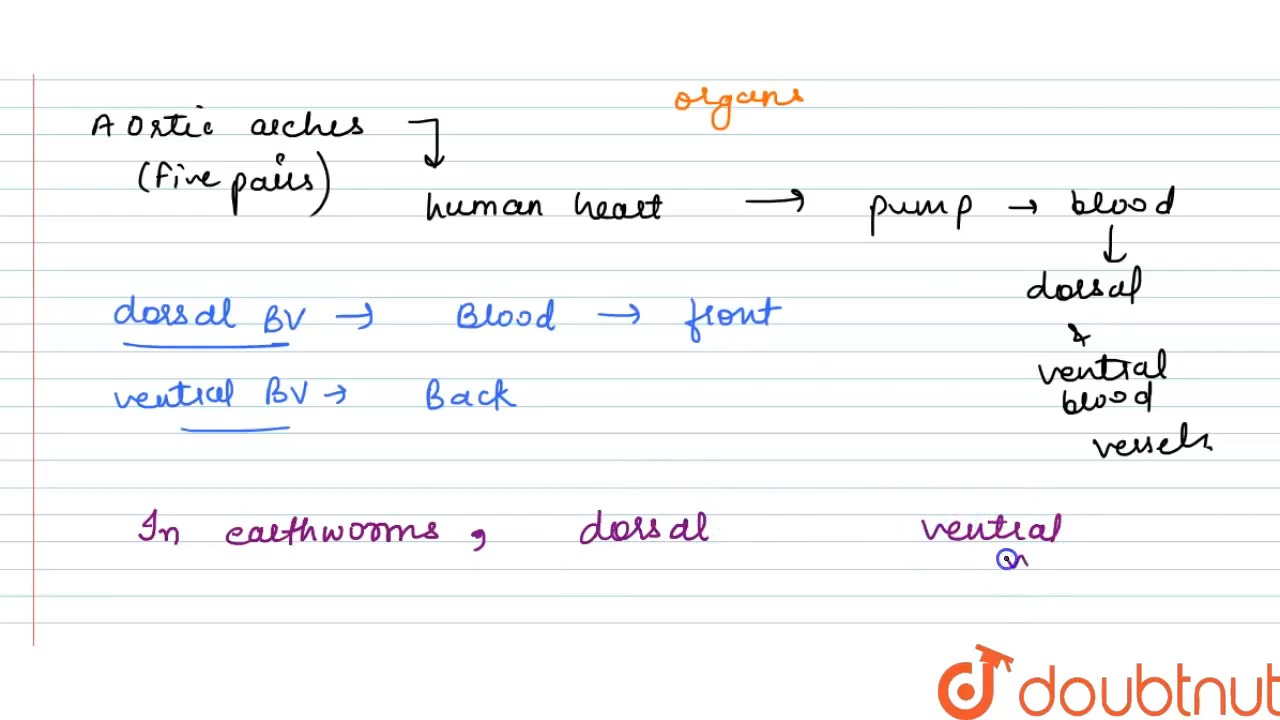 organs
Aortic arches
(five pairs)
human heart → pump → blood
↓
dorsal
&
ventral
blood
vessels
dorsal BV → Blood → front
ventral BV → Back
In earthworms, dorsal ventral
doubtnut